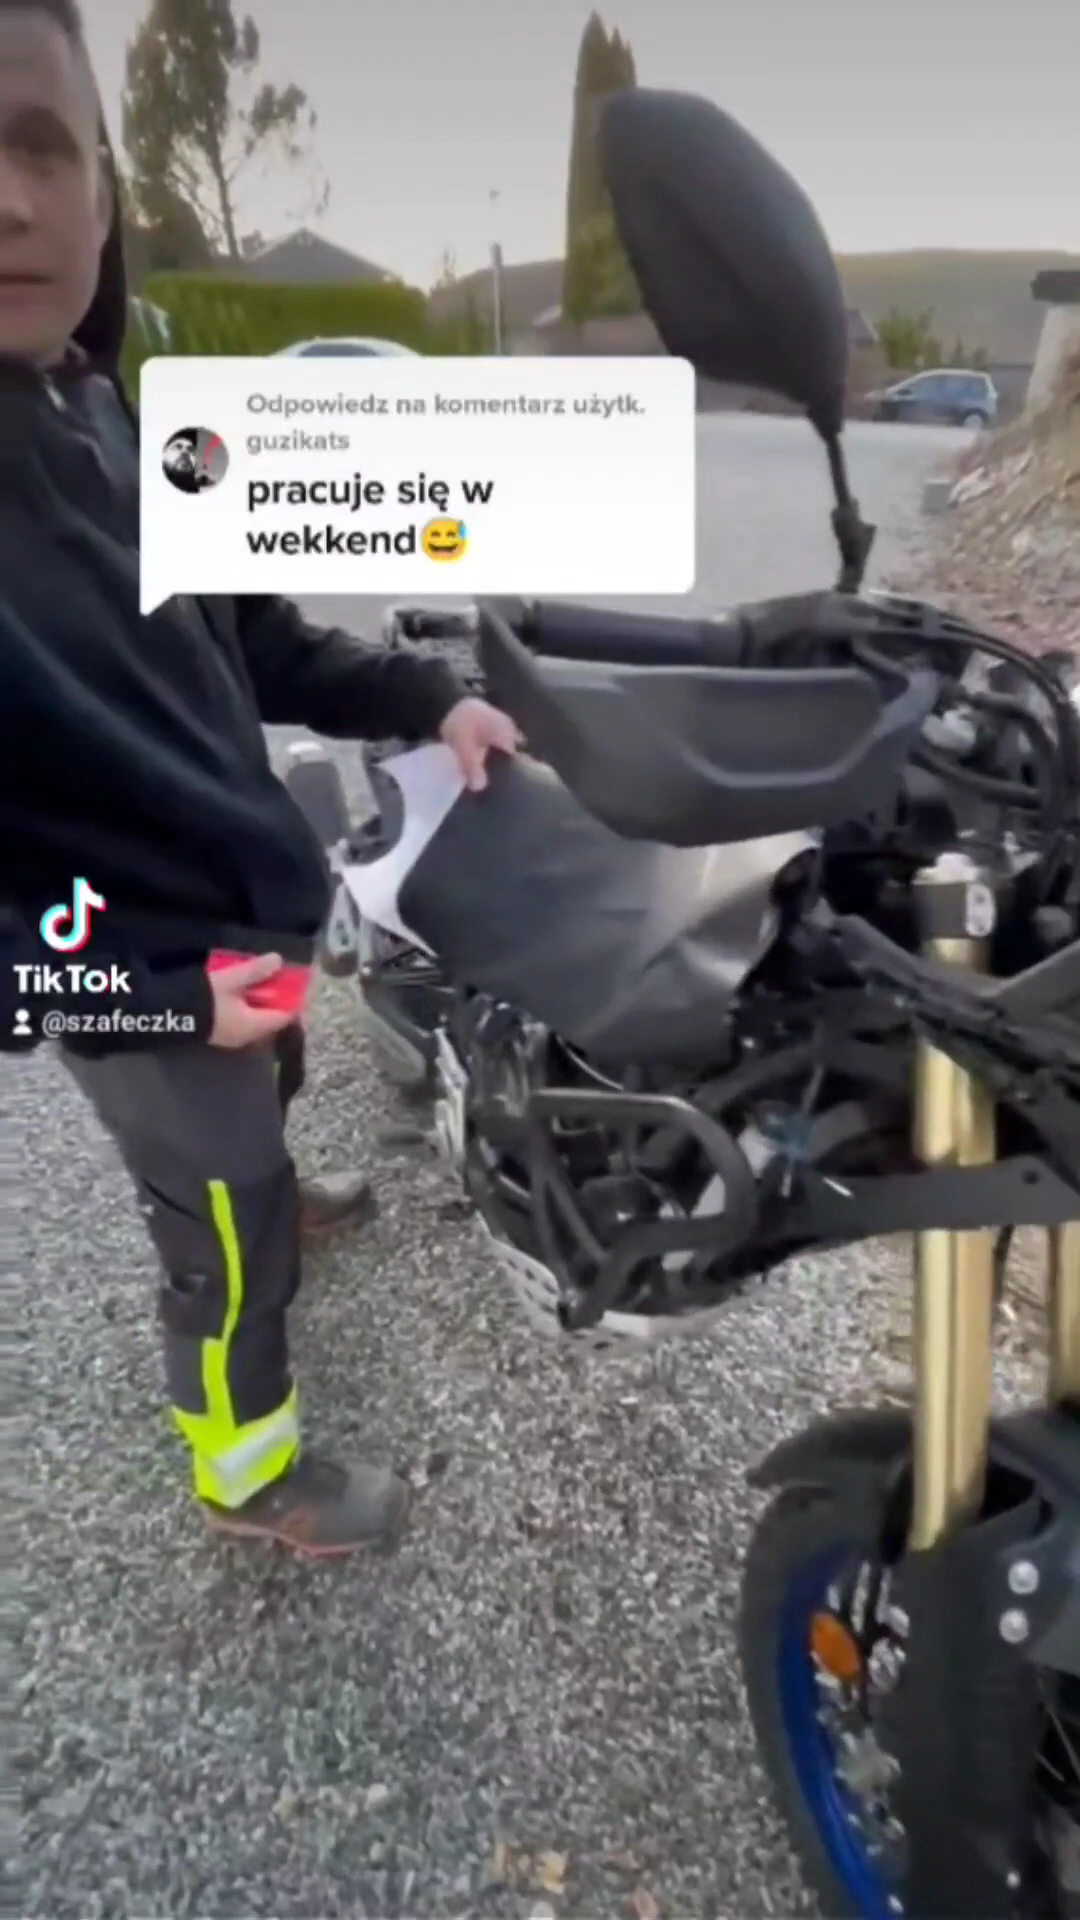 Odpowiedz na komentarz użytk.
guzikats
pracuje się w
wekkend😅
TikTok
@szafeczka